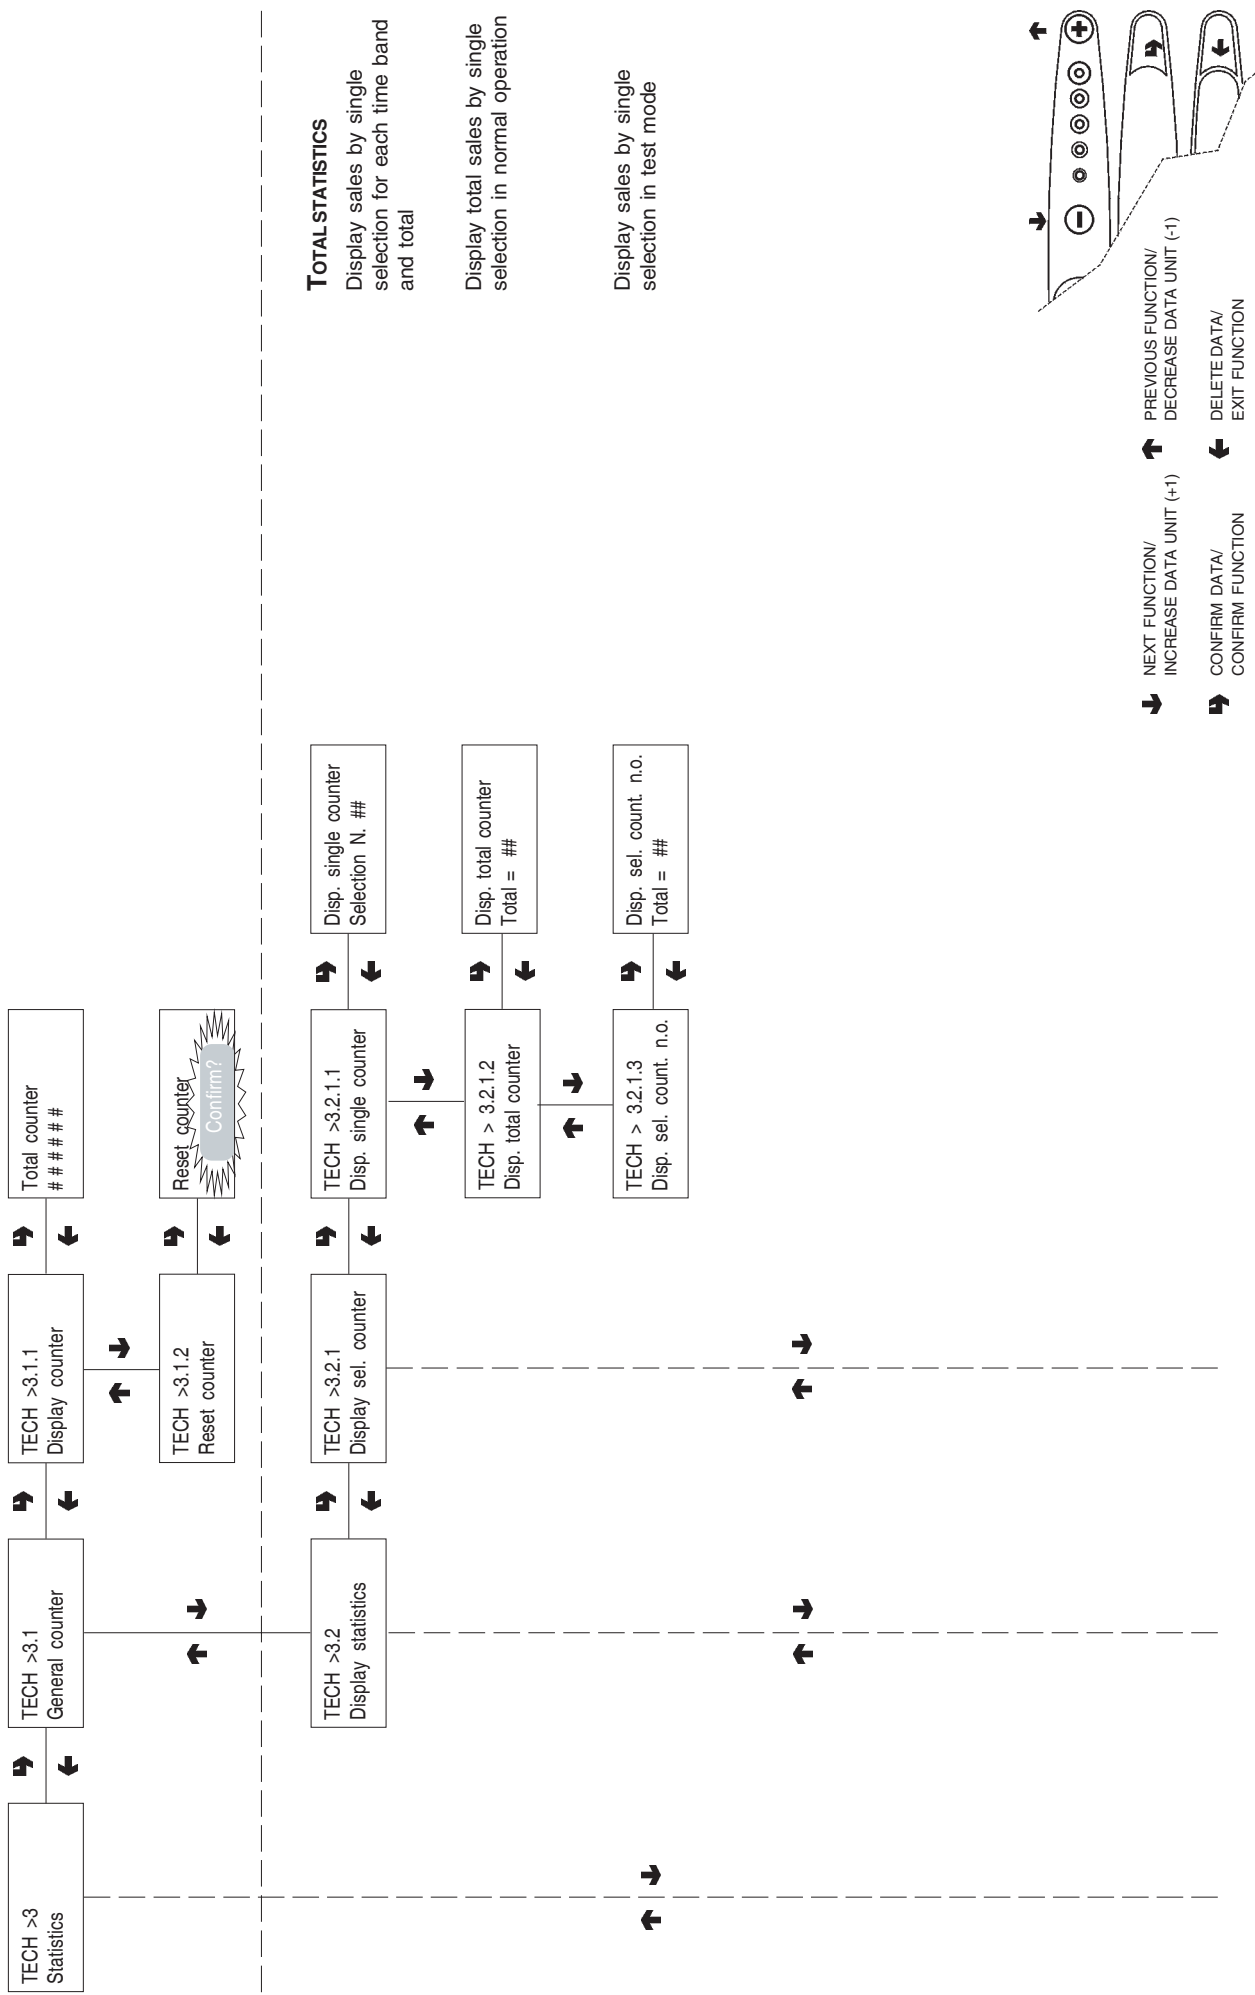 TECH >3
Statistics
TECH >3.1
General counter
TECH >3.1.1
Display counter
Total counter
# # # # # #
TECH >3.1.2
Reset counter
Reset counter
Confirm?
TOTAL STATISTICS
TECH >3.2
Display statistics
TECH >3.2.1
Display sel. counter
TECH >3.2.1.1
Disp. single counter
Disp. single counter
Selection N. ##
Display sales by single
selection for each time band
and total
TECH > 3.2.1.2
Disp. total counter
Disp. total counter
Total = ##
Display total sales by single
selection in normal operation
TECH > 3.2.1.3
Disp. sel. count. n.o.
Disp. sel. count. n.o.
Total = ##
Display sales by single
selection in test mode
NEXT FUNCTION/
INCREASE DATA UNIT (+1)
PREVIOUS FUNCTION/
DECREASE DATA UNIT (-1)
CONFIRM DATA/
CONFIRM FUNCTION
DELETE DATA/
EXIT FUNCTION